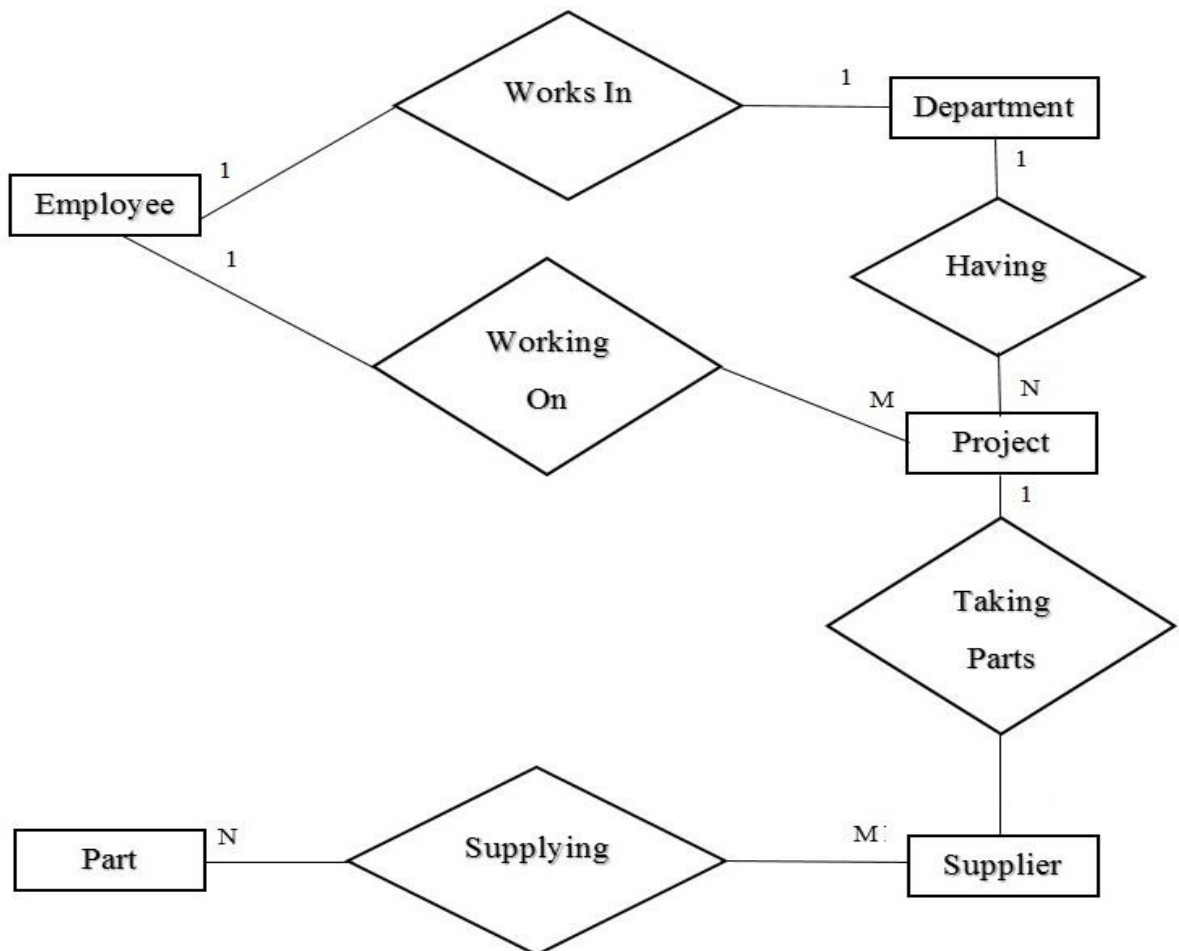 Works In
1
Department
1
1
Employee
1
Having
Working
On
M
N
Project
1
Taking
Parts
N
Supplying
M
Part
Supplier